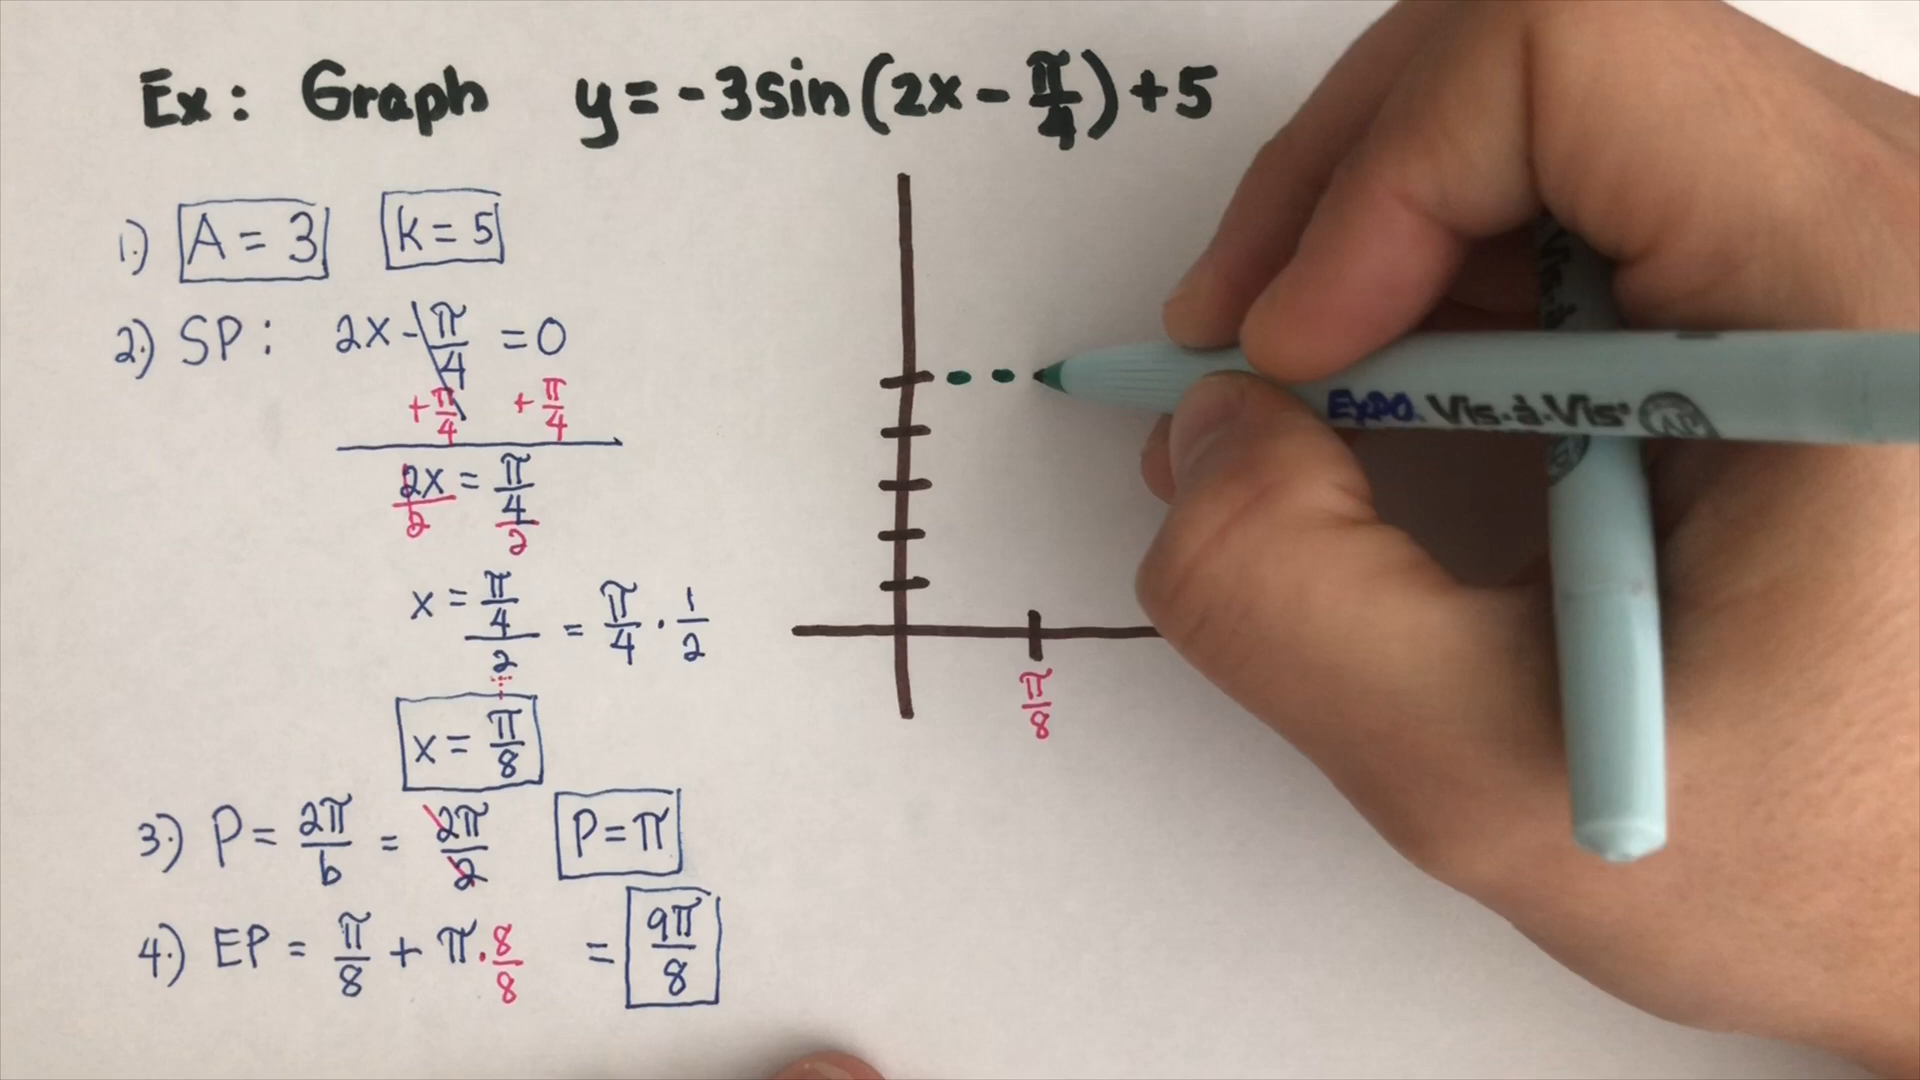 Ex: Graph y=-3sin(2x-π/4)+5
1.) A=3 k=5
2.) SP: 2x-π/4 =0
+π/4 +π/4
2x/2 = π/4/2
x = π/4/2 = π/4 · 1/2
x = π/8
3.) P= 2π/b = 2π/2 P=π
4.) EP = π/8 + π·8/8 = 9π/8
π/8
EXPO. Vis-à-Vis AP
Vis-à-